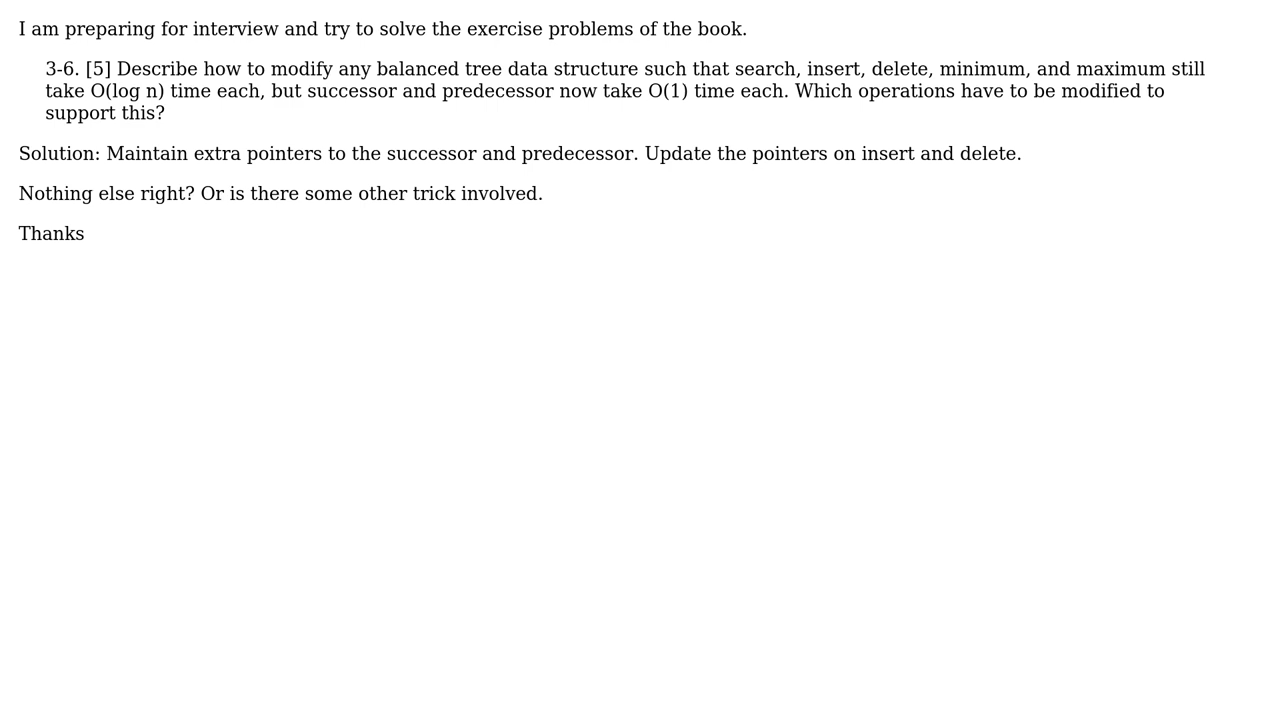 I am preparing for interview and try to solve the exercise problems of the book.
3-6. [5] Describe how to modify any balanced tree data structure such that search, insert, delete, minimum, and maximum still
take O(log n) time each, but successor and predecessor now take O(1) time each. Which operations have to be modified to
support this?
Solution: Maintain extra pointers to the successor and predecessor. Update the pointers on insert and delete.
Nothing else right? Or is there some other trick involved.
Thanks